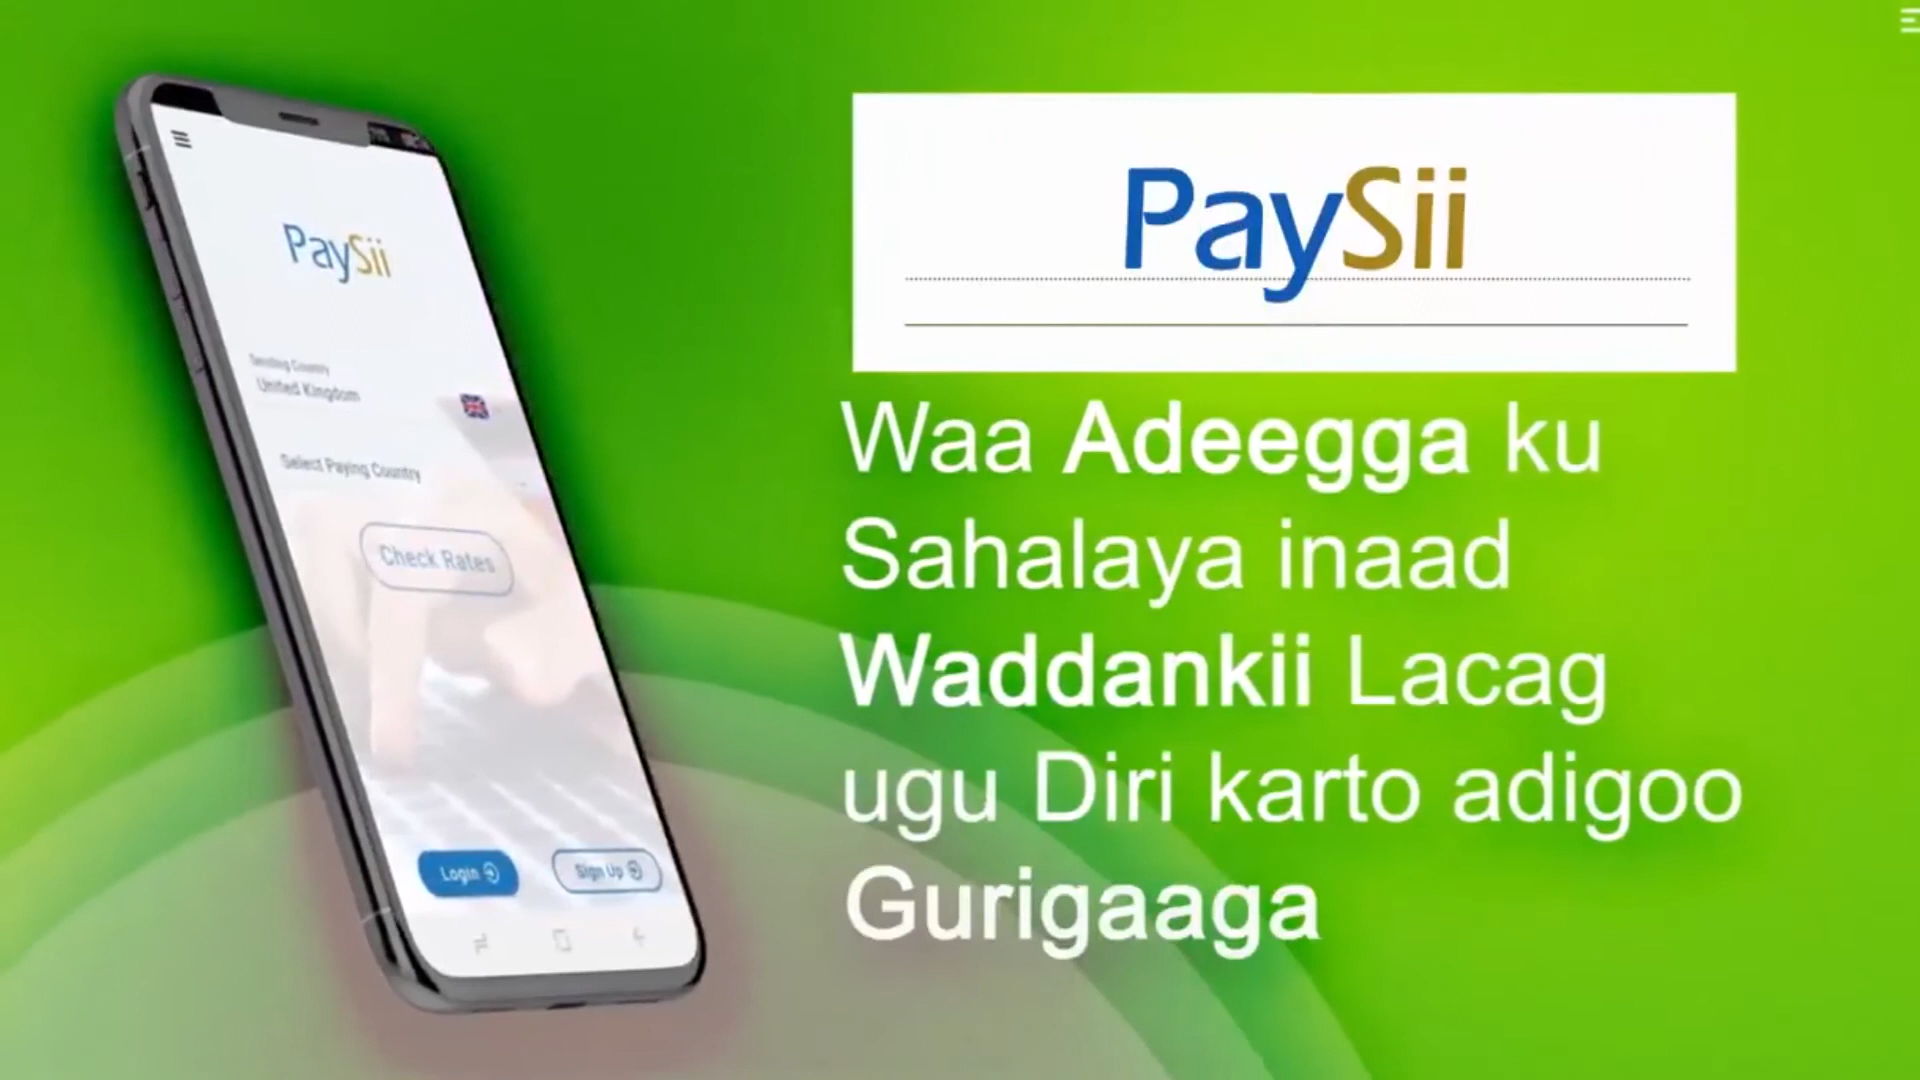 PaySii
Sending Country
United Kingdom
Select Paying Country
Check Rates
Login
Sign Up
PaySii
Waa Adeegga ku
Sahalaya inaad
Waddankii Lacag
ugu Diri karto adigoo
Gurigaaga